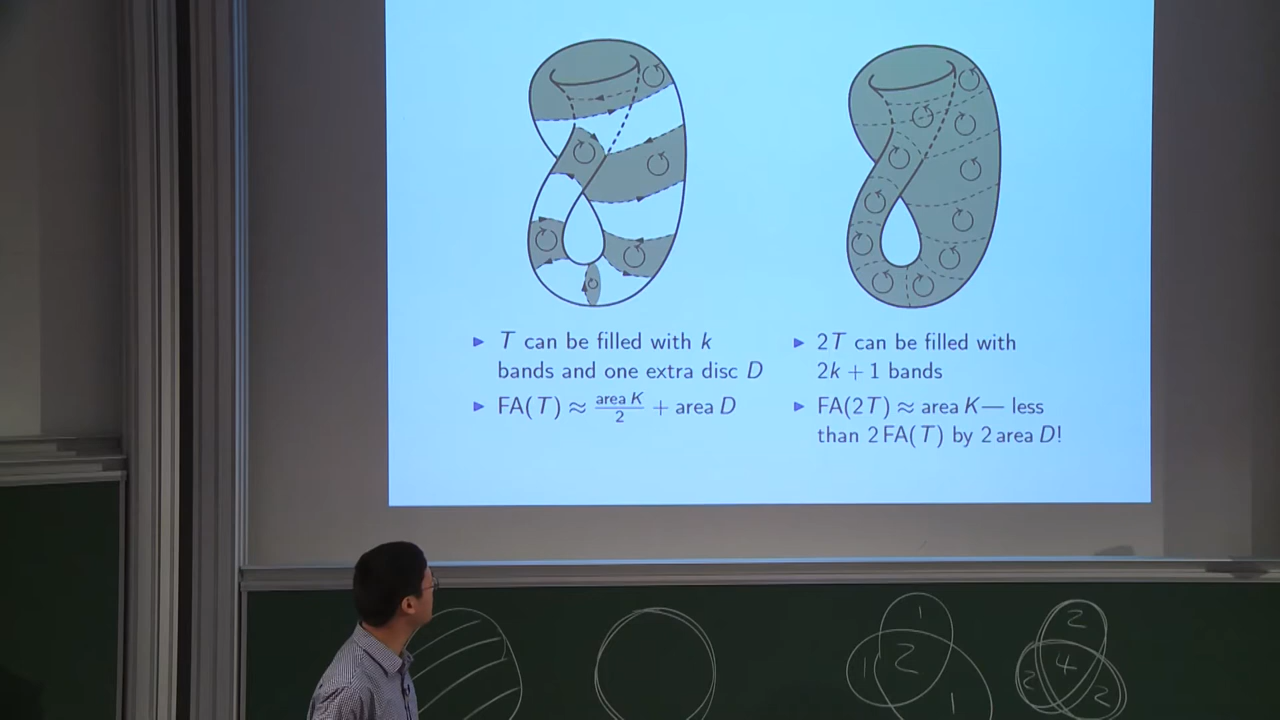 ▶ T can be filled with k
bands and one extra disc D
▶ FA(T) ≈ area K/2 + area D
▶ 2T can be filled with
2k + 1 bands
▶ FA(2T) ≈ area K— less
than 2 FA(T) by 2 area D!
1
1 2
1
2
2 4 2